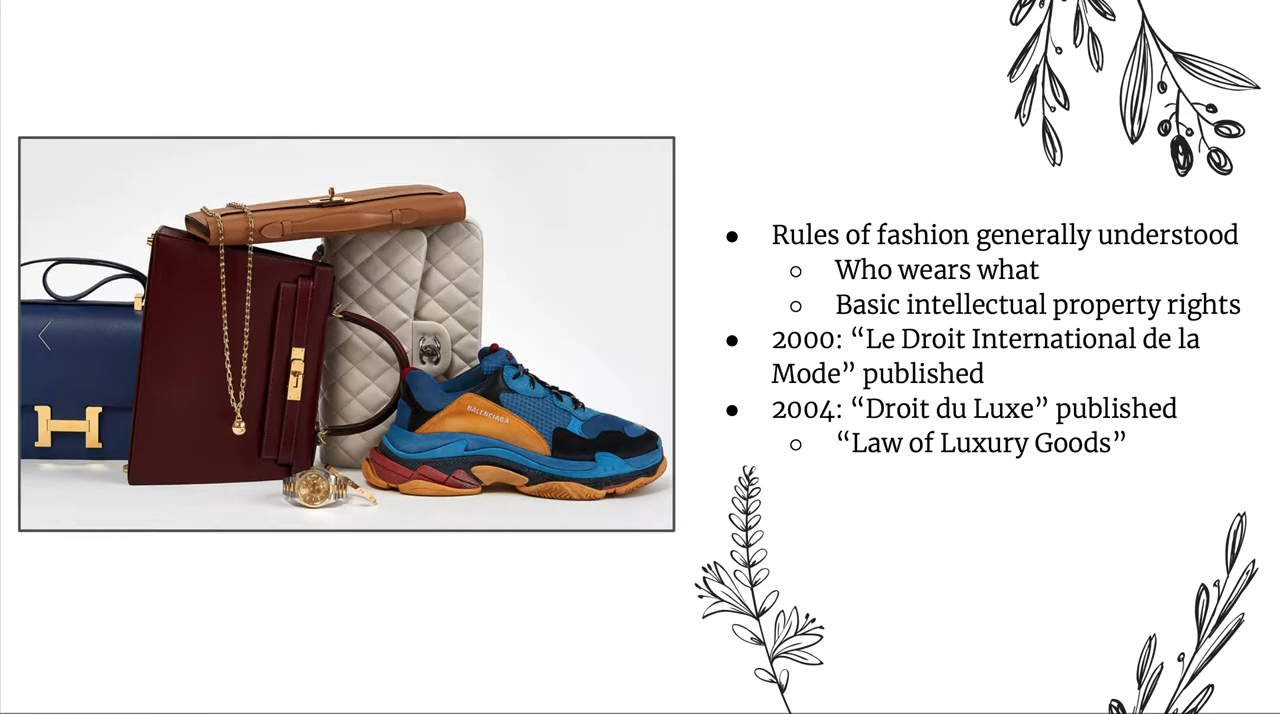 ● Rules of fashion generally understood
○ Who wears what
○ Basic intellectual property rights
● 2000: “Le Droit International de la
Mode” published
● 2004: “Droit du Luxe” published
○ “Law of Luxury Goods”
BALENCIAGA
H